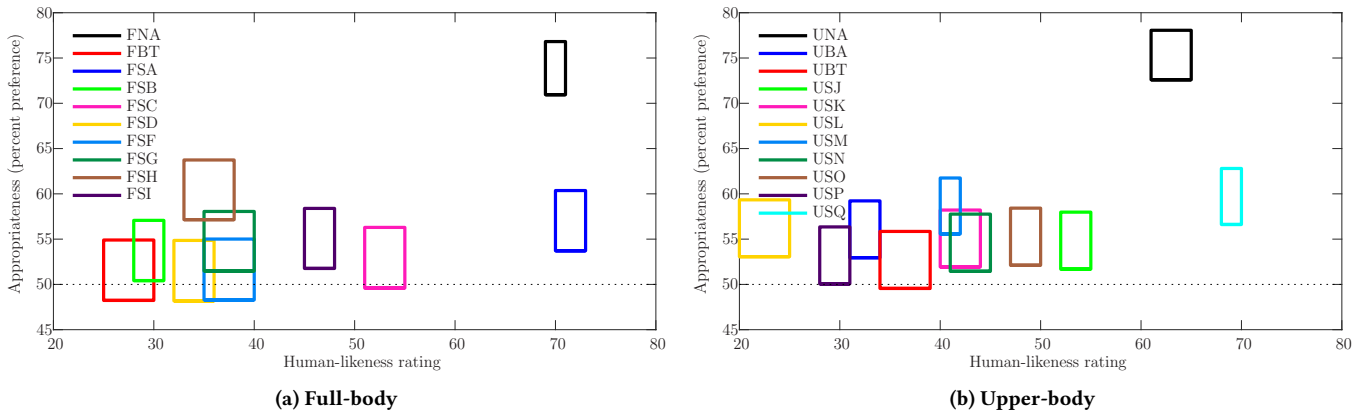 Appropriateness (percent preference)
80
75
70
65
60
55
50
45
FNA
FBT
FSA
FSB
FSC
FSD
FSF
FSG
FSH
FSI
20 30 40 50 60 70 80
Human-likeness rating
(a) Full-body
Appropriateness (percent preference)
80
75
70
65
60
55
50
45
UNA
UBA
UBT
USJ
USK
USL
USM
USN
USO
USP
USQ
20 30 40 50 60 70 80
Human-likeness rating
(b) Upper-body